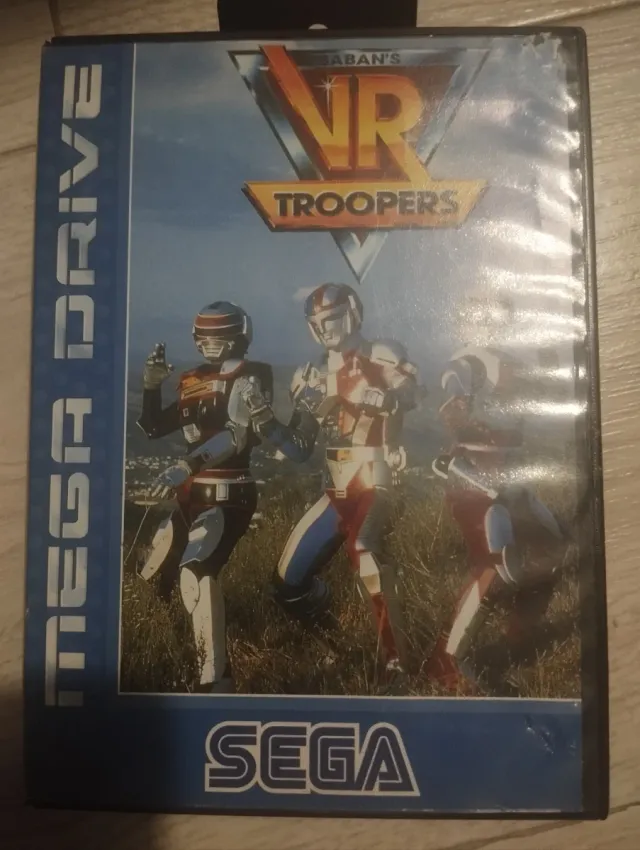 MEGA DRIVE
SABAN'S
VR
TROOPERS
SEGA